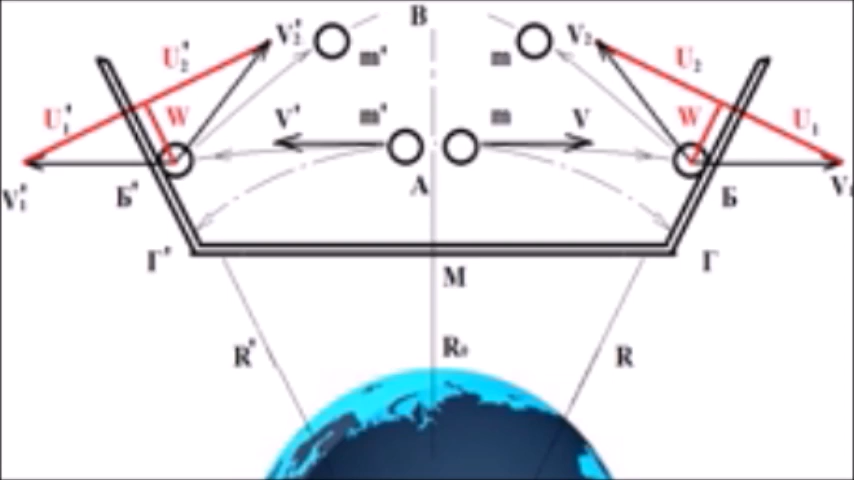 B
V₂' m' m V₂
U₂' U₂
U₁' W V' m' m V W U₁
V₁' Б' А Б V₁
Г' Г
М
R' R₀ R